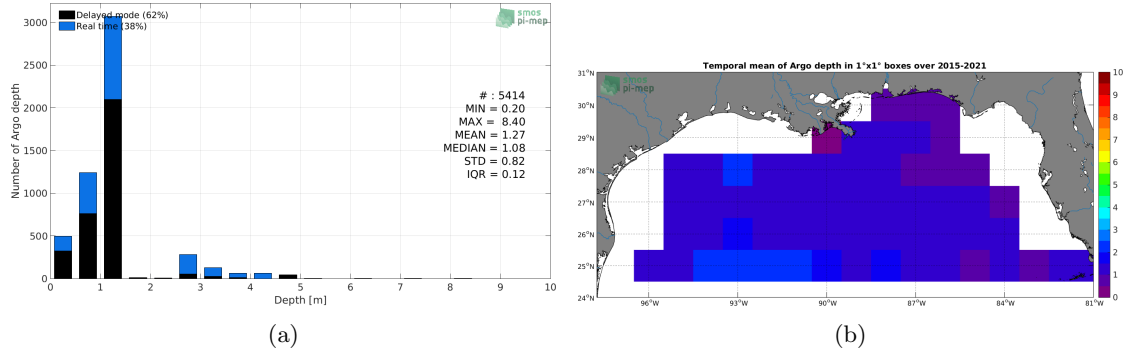 Delayed mode (62%)
Real time (38%)
smos
pi-mep
# : 5414
MIN = 0.20
MAX = 8.40
MEAN = 1.27
MEDIAN = 1.08
STD = 0.82
IQR = 0.12
Number of Argo depth
3000
2500
2000
1500
1000
500
0
0 1 2 3 4 5 6 7 8 9 10
Depth [m]
(a)
Temporal mean of Argo depth in 1°x1° boxes over 2015-2021
smos
pi-mep
31°N
30°N
29°N
28°N
27°N
26°N
25°N
24°N
96°W 93°W 90°W 87°W 84°W 81°W
10
9
8
7
6
5
4
3
2
1
0
(b)